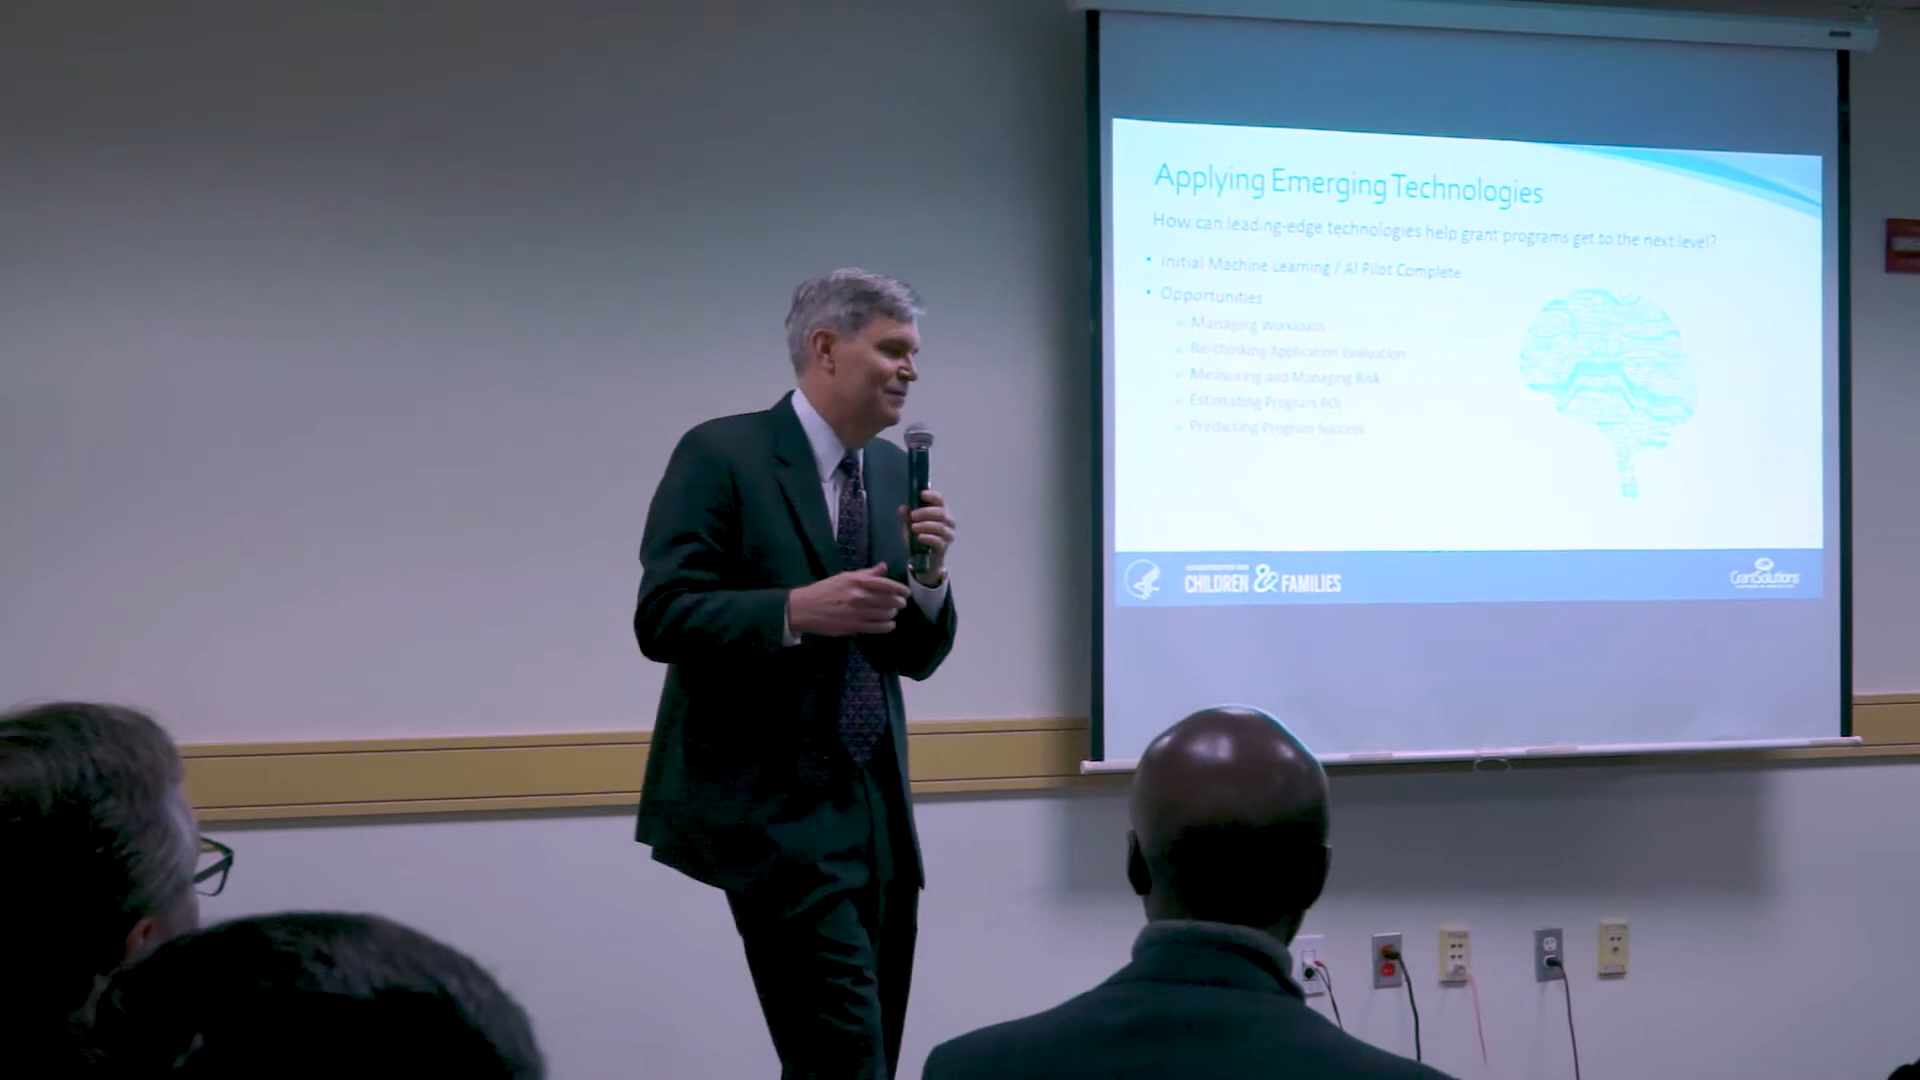 Applying Emerging Technologies
How can leading-edge technologies help grant programs get to the next level?
• Initial Machine Learning / AI Pilot Complete
• Opportunities
» Managing Workloads
» Re-thinking Application Evaluation
» Measuring and Managing Risk
» Estimating Program ROI
» Predicting Program Success
ADMINISTRATION FOR
CHILDREN & FAMILIES
GrantSolutions